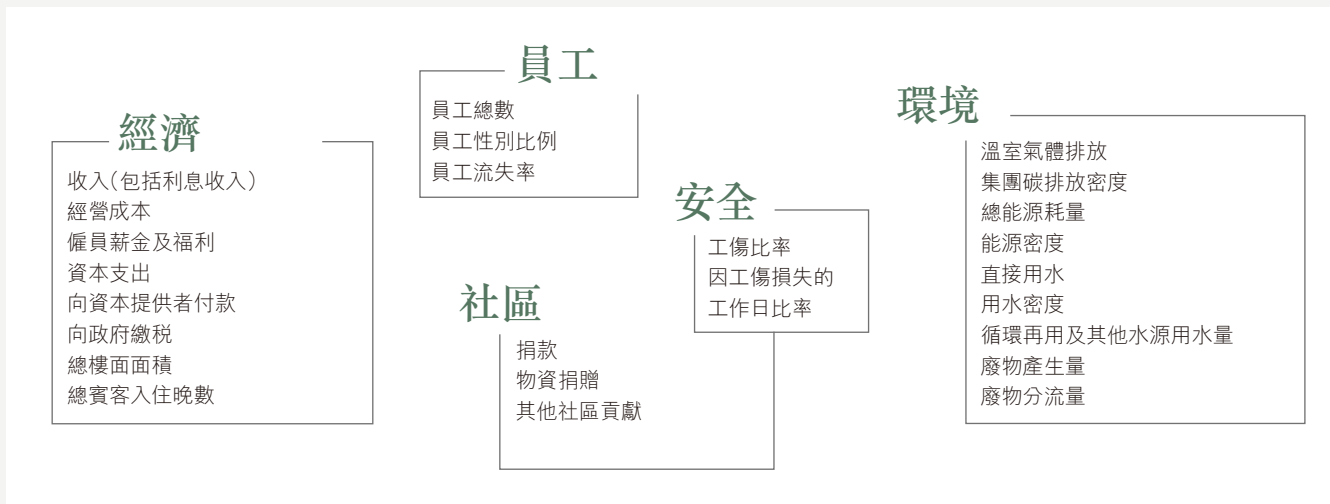 經濟
收入（包括利息收入）
經營成本
僱員薪金及福利
資本支出
向資本提供者付款
向政府繳稅
總樓面面積
總賓客入住晚數
員工
員工總數
員工性別比例
員工流失率
社區
捐款
物資捐贈
其他社區貢獻
安全
工傷比率
因工傷損失的
工作日比率
環境
溫室氣體排放
集團碳排放密度
總能源耗量
能源密度
直接用水
用水密度
循環再用及其他水源用水量
廢物產生量
廢物分流量